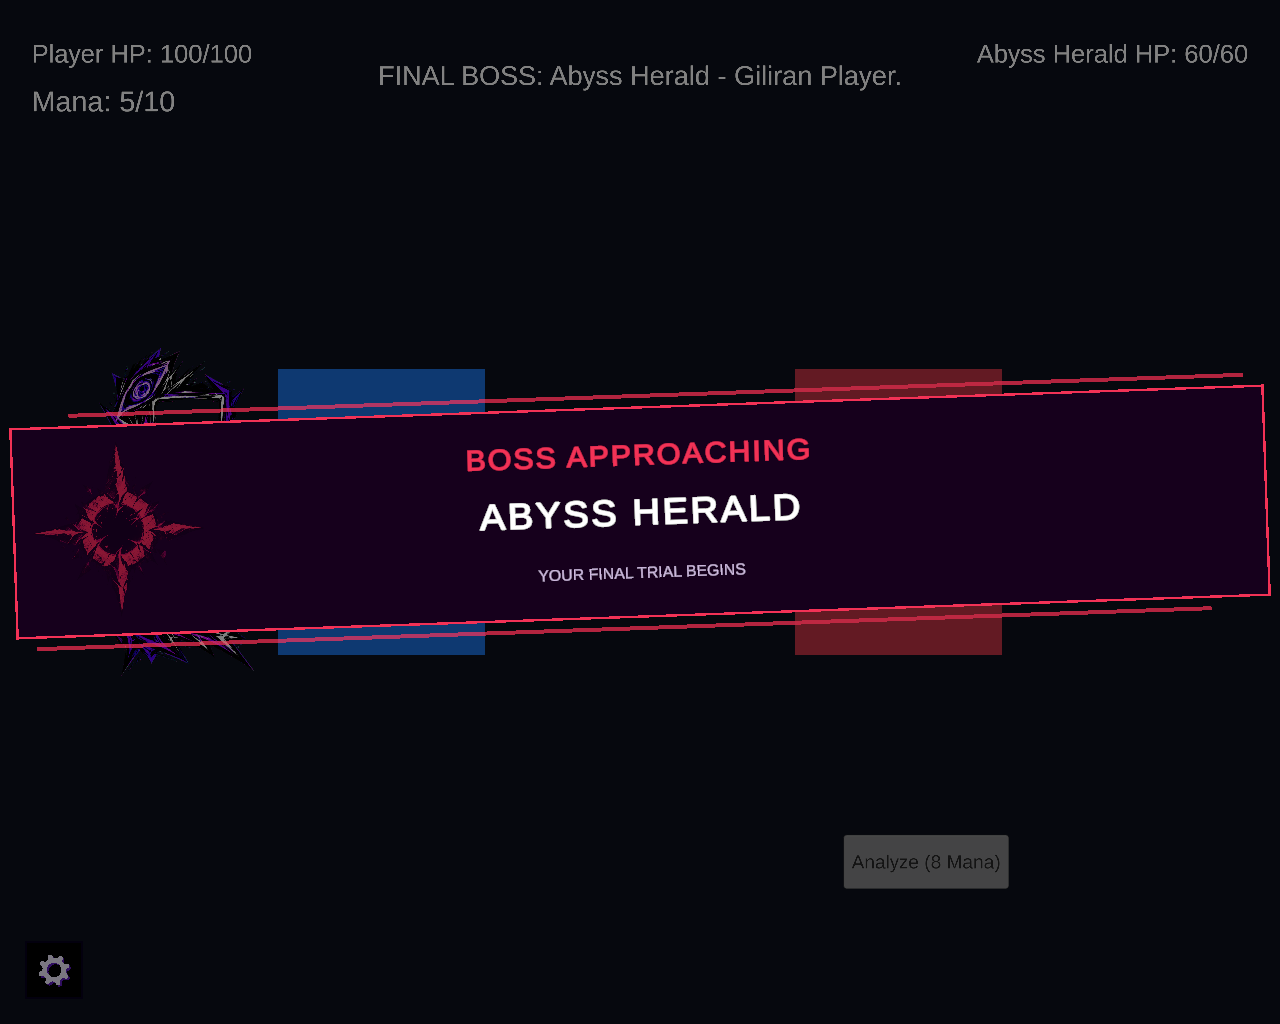 Player HP: 100/100
Abyss Herald HP: 60/60
FINAL BOSS: Abyss Herald - Giliran Player.
Mana: 5/10
BOSS APPROACHING
ABYSS HERALD
YOUR FINAL TRIAL BEGINS
Analyze (8 Mana)